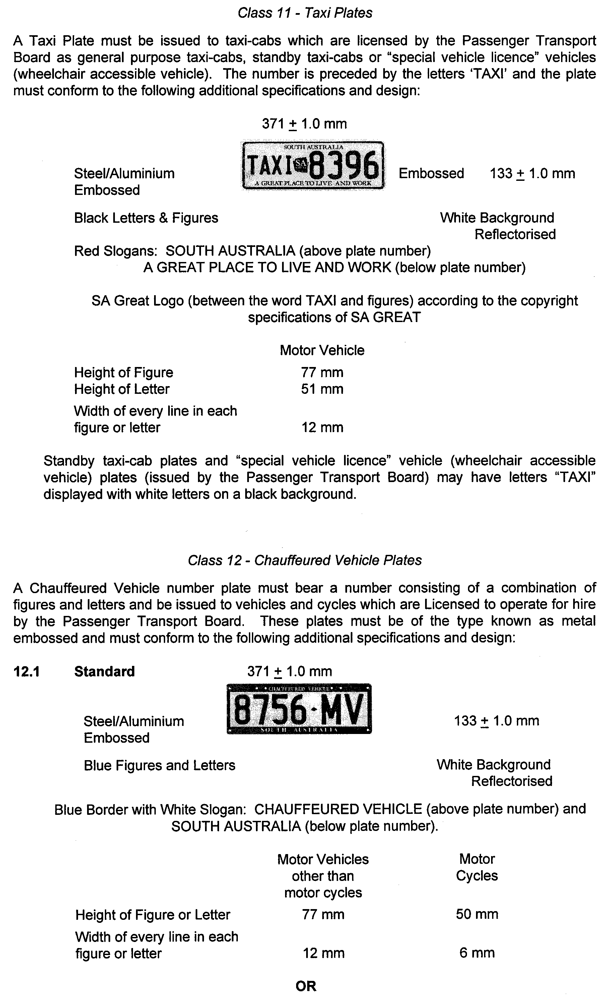 Class 11 - Taxi Plates
A Taxi Plate must be issued to taxi-cabs which are licensed by the Passenger Transport
Board as general purpose taxi-cabs, standby taxi-cabs or “special vehicle licence” vehicles
(wheelchair accessible vehicle). The number is preceded by the letters ‘TAXI’ and the plate
must conform to the following additional specifications and design:
371 ± 1.0 mm
SOUTH AUSTRALIA
TAXI SA GREAT 8396
A GREAT PLACE TO LIVE AND WORK
Steel/Aluminium Embossed 133 ± 1.0 mm
Embossed
Black Letters & Figures White Background
Reflectorised
Red Slogans: SOUTH AUSTRALIA (above plate number)
A GREAT PLACE TO LIVE AND WORK (below plate number)
SA Great Logo (between the word TAXI and figures) according to the copyright
specifications of SA GREAT
Motor Vehicle
Height of Figure 77 mm
Height of Letter 51 mm
Width of every line in each
figure or letter 12 mm
Standby taxi-cab plates and “special vehicle licence” vehicle (wheelchair accessible
vehicle) plates (issued by the Passenger Transport Board) may have letters “TAXI”
displayed with white letters on a black background.
Class 12 - Chauffeured Vehicle Plates
A Chauffeured Vehicle number plate must bear a number consisting of a combination of
figures and letters and be issued to vehicles and cycles which are Licensed to operate for hire
by the Passenger Transport Board. These plates must be of the type known as metal
embossed and must conform to the following additional specifications and design:
12.1 Standard 371 ± 1.0 mm
CHAUFFEURED VEHICLE
8756·MV
SOUTH AUSTRALIA
Steel/Aluminium 133 ± 1.0 mm
Embossed
Blue Figures and Letters White Background
Reflectorised
Blue Border with White Slogan: CHAUFFEURED VEHICLE (above plate number) and
SOUTH AUSTRALIA (below plate number).
Motor Vehicles Motor
other than Cycles
motor cycles
Height of Figure or Letter 77 mm 50 mm
Width of every line in each
figure or letter 12 mm 6 mm
OR